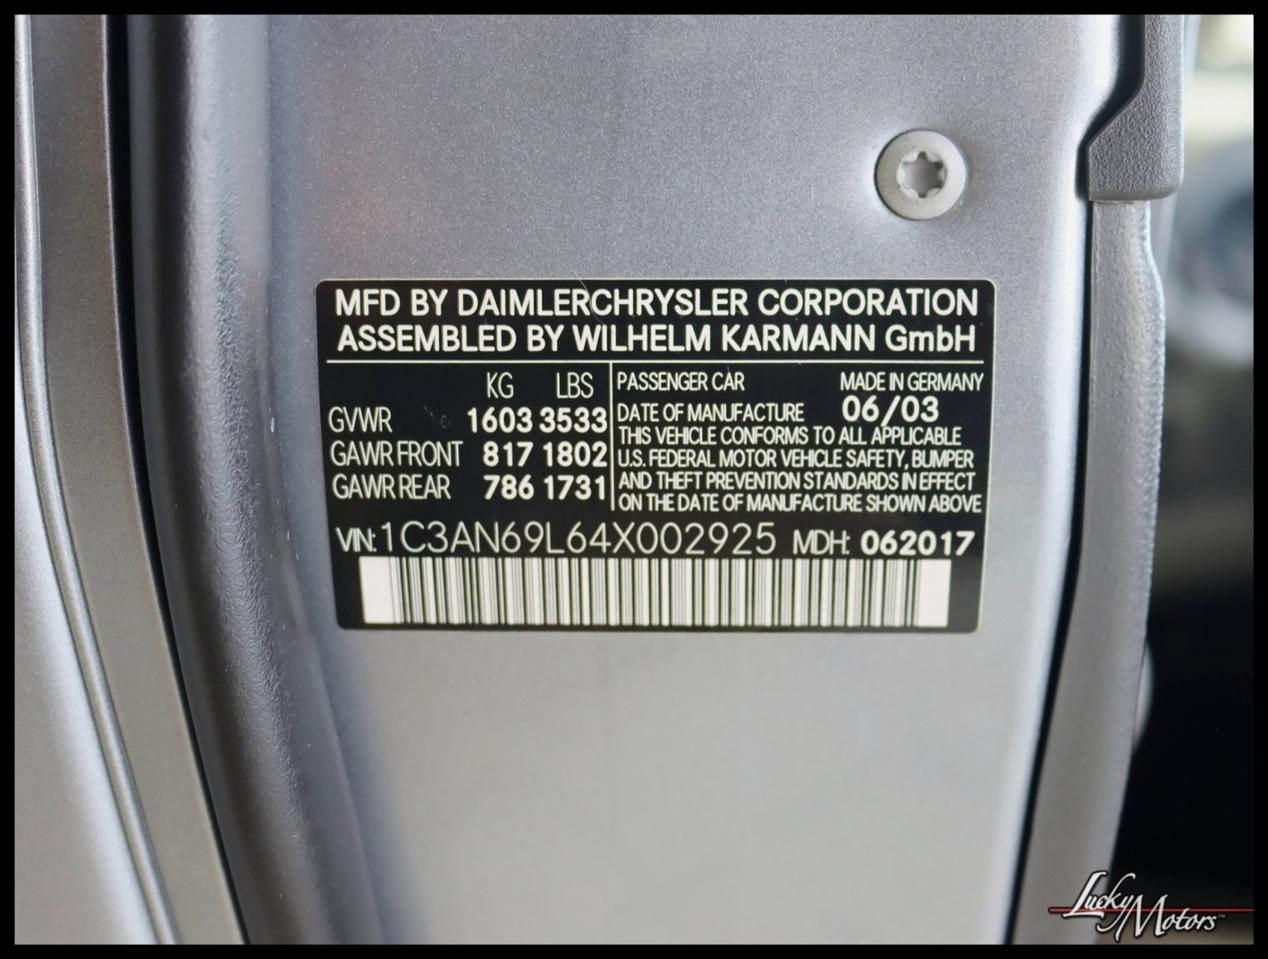 MFD BY DAIMLERCHRYSLER CORPORATION
ASSEMBLED BY WILHELM KARMANN GmbH
KG LBS
GVWR 1603 3533
GAWR FRONT 817 1802
GAWR REAR 786 1731
PASSENGER CAR MADE IN GERMANY
DATE OF MANUFACTURE 06/03
THIS VEHICLE CONFORMS TO ALL APPLICABLE
U.S. FEDERAL MOTOR VEHICLE SAFETY, BUMPER
AND THEFT PREVENTION STANDARDS IN EFFECT
ON THE DATE OF MANUFACTURE SHOWN ABOVE
VIN: 1C3AN69L64X002925 MDH: 062017
Lucky Motors™